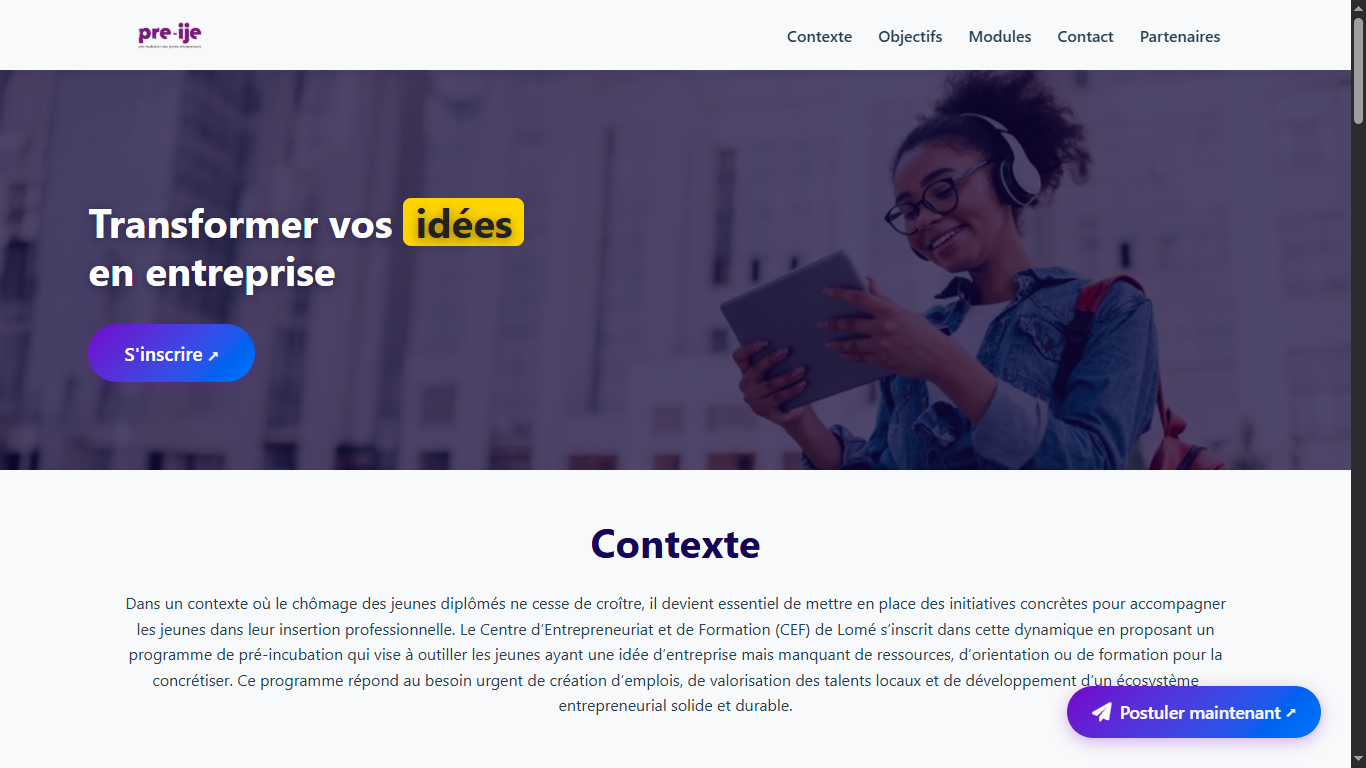 pre-ije
Contexte
Objectifs
Modules
Contact
Partenaires
Transformer vos idées
en entreprise
S'inscrire ↗
Contexte
Dans un contexte où le chômage des jeunes diplômés ne cesse de croître, il devient essentiel de mettre en place des initiatives concrètes pour accompagner
les jeunes dans leur insertion professionnelle. Le Centre d’Entrepreneuriat et de Formation (CEF) de Lomé s’inscrit dans cette dynamique en proposant un
programme de pré-incubation qui vise à outiller les jeunes ayant une idée d’entreprise mais manquant de ressources, d’orientation ou de formation pour la
concrétiser. Ce programme répond au besoin urgent de création d’emplois, de valorisation des talents locaux et de développement d’un écosystème
entrepreneurial solide et durable.
Postuler maintenant ↗